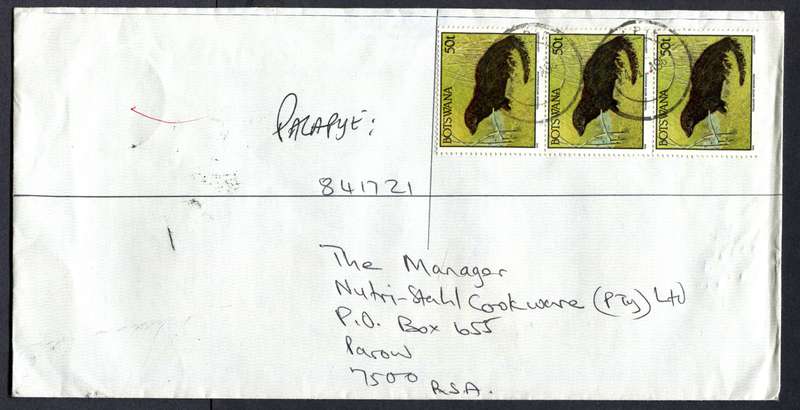 50t BOTSWANA
50t BOTSWANA
50t BOTSWANA
PALAPYE:
841721
The Manager
Nutri-Stahl Cookware (PTy) Ltd
P.O. Box 655
Parow
7500 RSA.